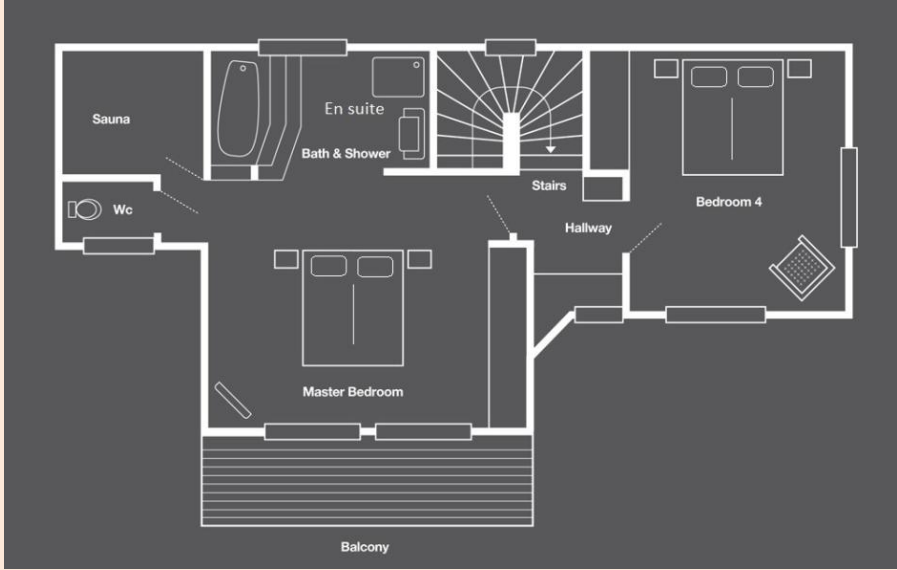 Sauna
En suite
Bath & Shower
Wc
Stairs
Hallway
Bedroom 4
Master Bedroom
Balcony